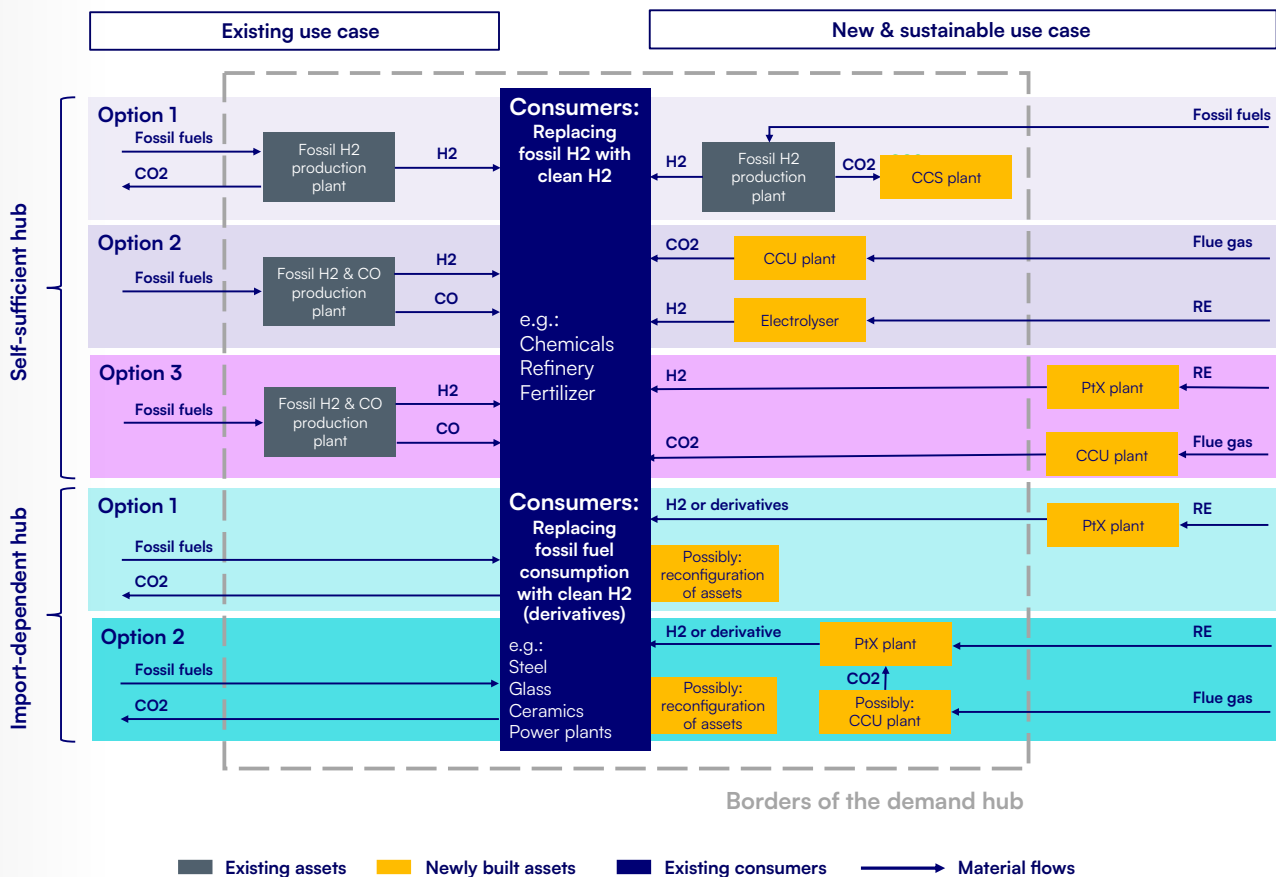 Existing use case
New & sustainable use case
Self-sufficient hub
Option 1
Fossil fuels
CO2
Fossil H2
production
plant
H2
Consumers:
Replacing
fossil H2 with
clean H2
H2
Fossil H2
production
plant
CO2
CCS plant
Fossil fuels
Option 2
Fossil fuels
Fossil H2 & CO
production
plant
H2
CO
e.g.:
Chemicals
Refinery
Fertilizer
CO2
CCU plant
Flue gas
H2
Electrolyser
RE
Option 3
Fossil fuels
Fossil H2 & CO
production
plant
H2
CO
H2
PtX plant
RE
CO2
CCU plant
Flue gas
Import-dependent hub
Option 1
Fossil fuels
CO2
Consumers:
Replacing
fossil fuel
consumption
with clean H2
(derivatives)
H2 or derivatives
PtX plant
RE
Possibly:
reconfiguration
of assets
Option 2
Fossil fuels
CO2
e.g.:
Steel
Glass
Ceramics
Power plants
H2 or derivative
PtX plant
RE
CO2
Possibly:
reconfiguration
of assets
Possibly:
CCU plant
Flue gas
Borders of the demand hub
Existing assets
Newly built assets
Existing consumers
Material flows